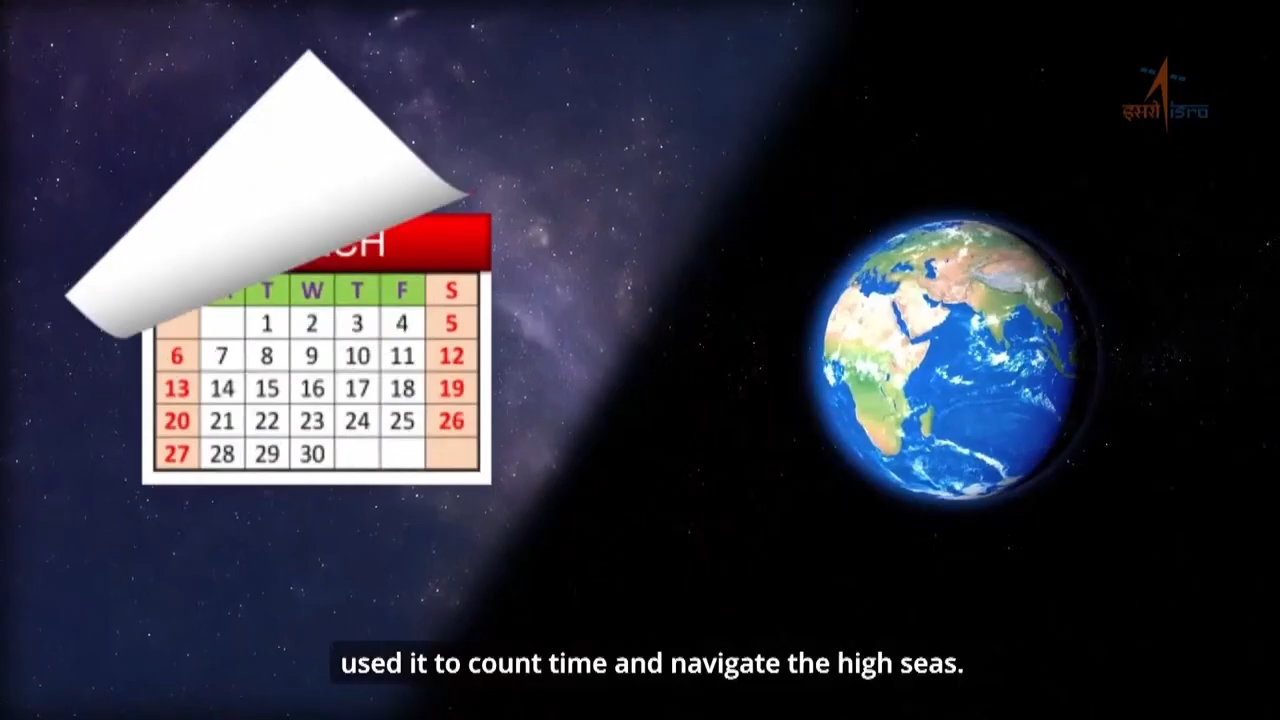 इसरो isro
CH
T W T F S
1 2 3 4 5
6 7 8 9 10 11 12
13 14 15 16 17 18 19
20 21 22 23 24 25 26
27 28 29 30
used it to count time and navigate the high seas.